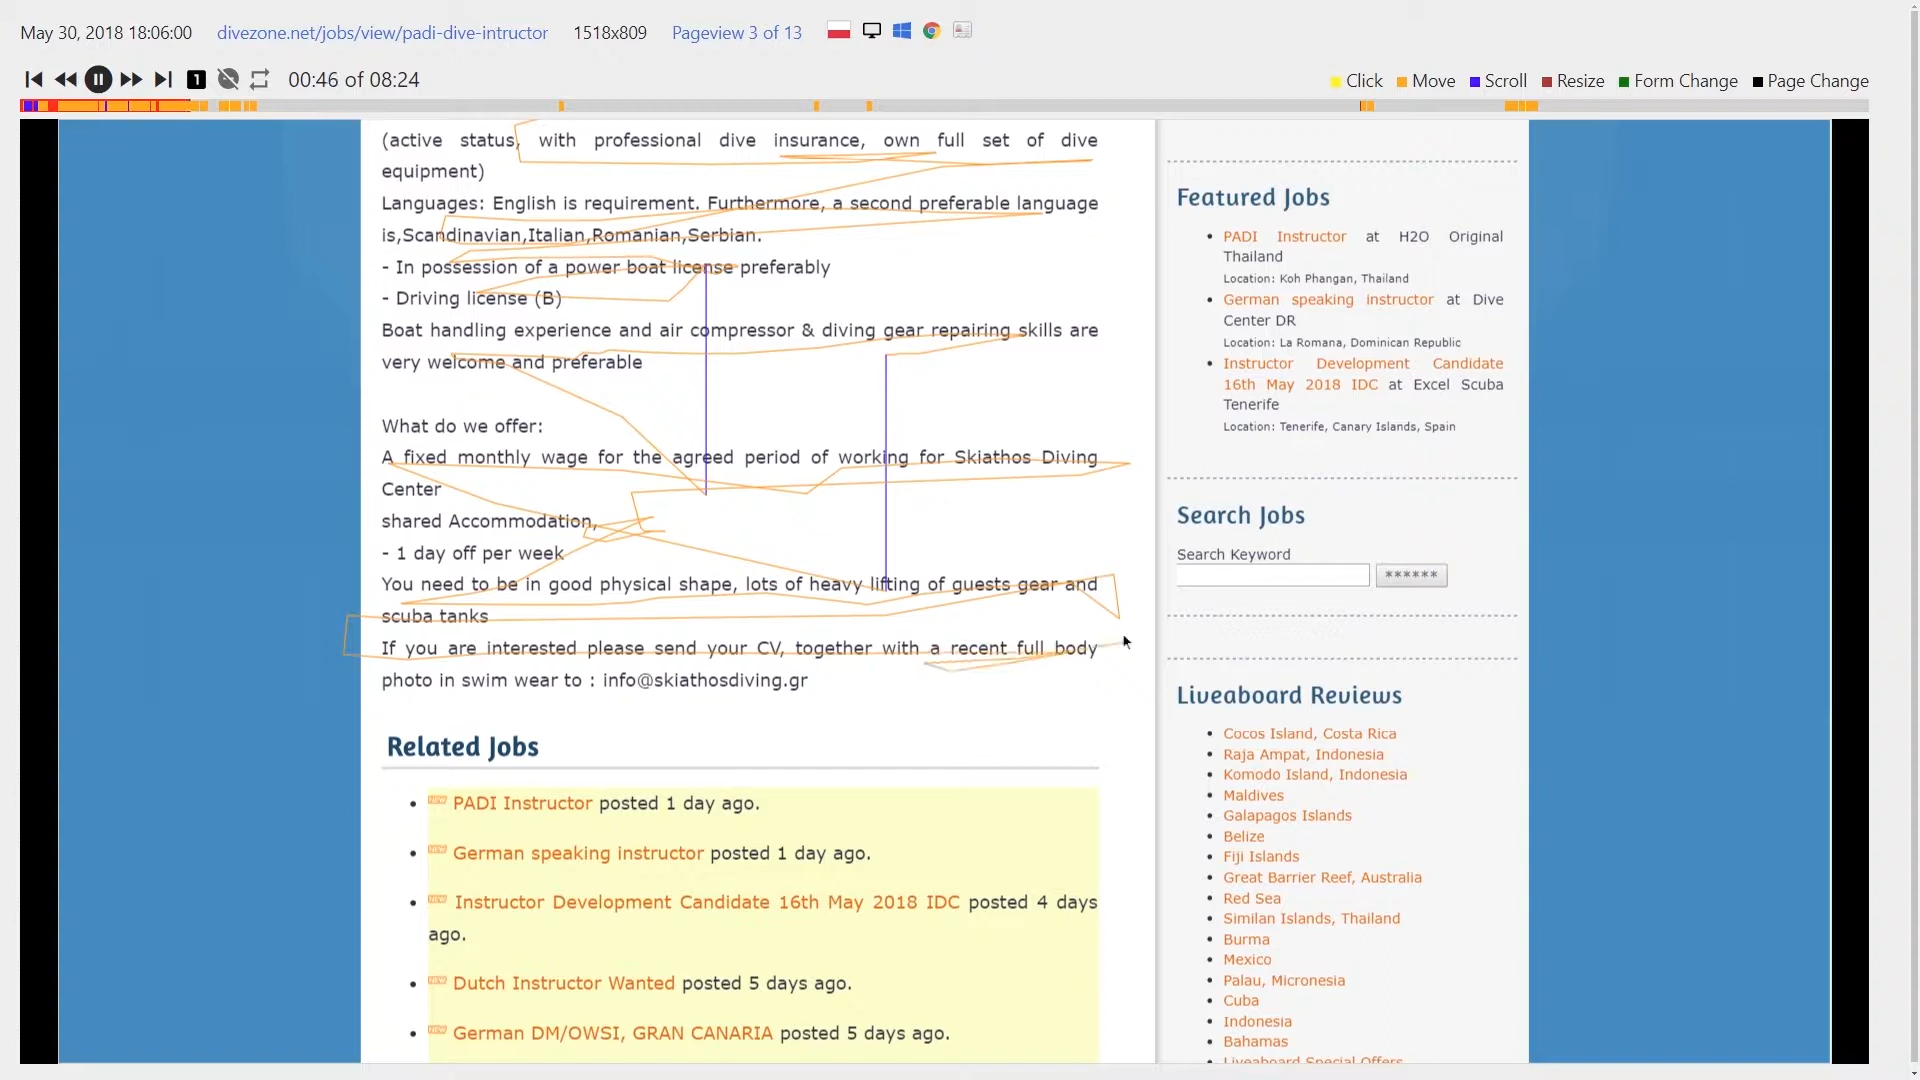 May 30, 2018 18:06:00 divezone.net/jobs/view/padi-dive-intructor 1518x809 Pageview 3 of 13
1 00:46 of 08:24 Click Move Scroll Resize Form Change Page Change
(active status, with professional dive insurance, own full set of dive
equipment)
Languages: English is requirement. Furthermore, a second preferable language
is,Scandinavian,Italian,Romanian,Serbian.
- In possession of a power boat license preferably
- Driving license (B)
Boat handling experience and air compressor & diving gear repairing skills are
very welcome and preferable
What do we offer:
A fixed monthly wage for the agreed period of working for Skiathos Diving
Center
shared Accommodation,
- 1 day off per week
You need to be in good physical shape, lots of heavy lifting of guests gear and
scuba tanks
If you are interested please send your CV, together with a recent full body
photo in swim wear to : info@skiathosdiving.gr
Related Jobs
NEW PADI Instructor posted 1 day ago.
NEW German speaking instructor posted 1 day ago.
NEW Instructor Development Candidate 16th May 2018 IDC posted 4 days
ago.
NEW Dutch Instructor Wanted posted 5 days ago.
NEW German DM/OWSI, GRAN CANARIA posted 5 days ago.
Featured Jobs
PADI Instructor at H2O Original
Thailand
Location: Koh Phangan, Thailand
German speaking instructor at Dive
Center DR
Location: La Romana, Dominican Republic
Instructor Development Candidate
16th May 2018 IDC at Excel Scuba
Tenerife
Location: Tenerife, Canary Islands, Spain
Search Jobs
Search Keyword
******
Liveaboard Reviews
Cocos Island, Costa Rica
Raja Ampat, Indonesia
Komodo Island, Indonesia
Maldives
Galapagos Islands
Belize
Fiji Islands
Great Barrier Reef, Australia
Red Sea
Similan Islands, Thailand
Burma
Mexico
Palau, Micronesia
Cuba
Indonesia
Bahamas
Liveaboard Special Offers